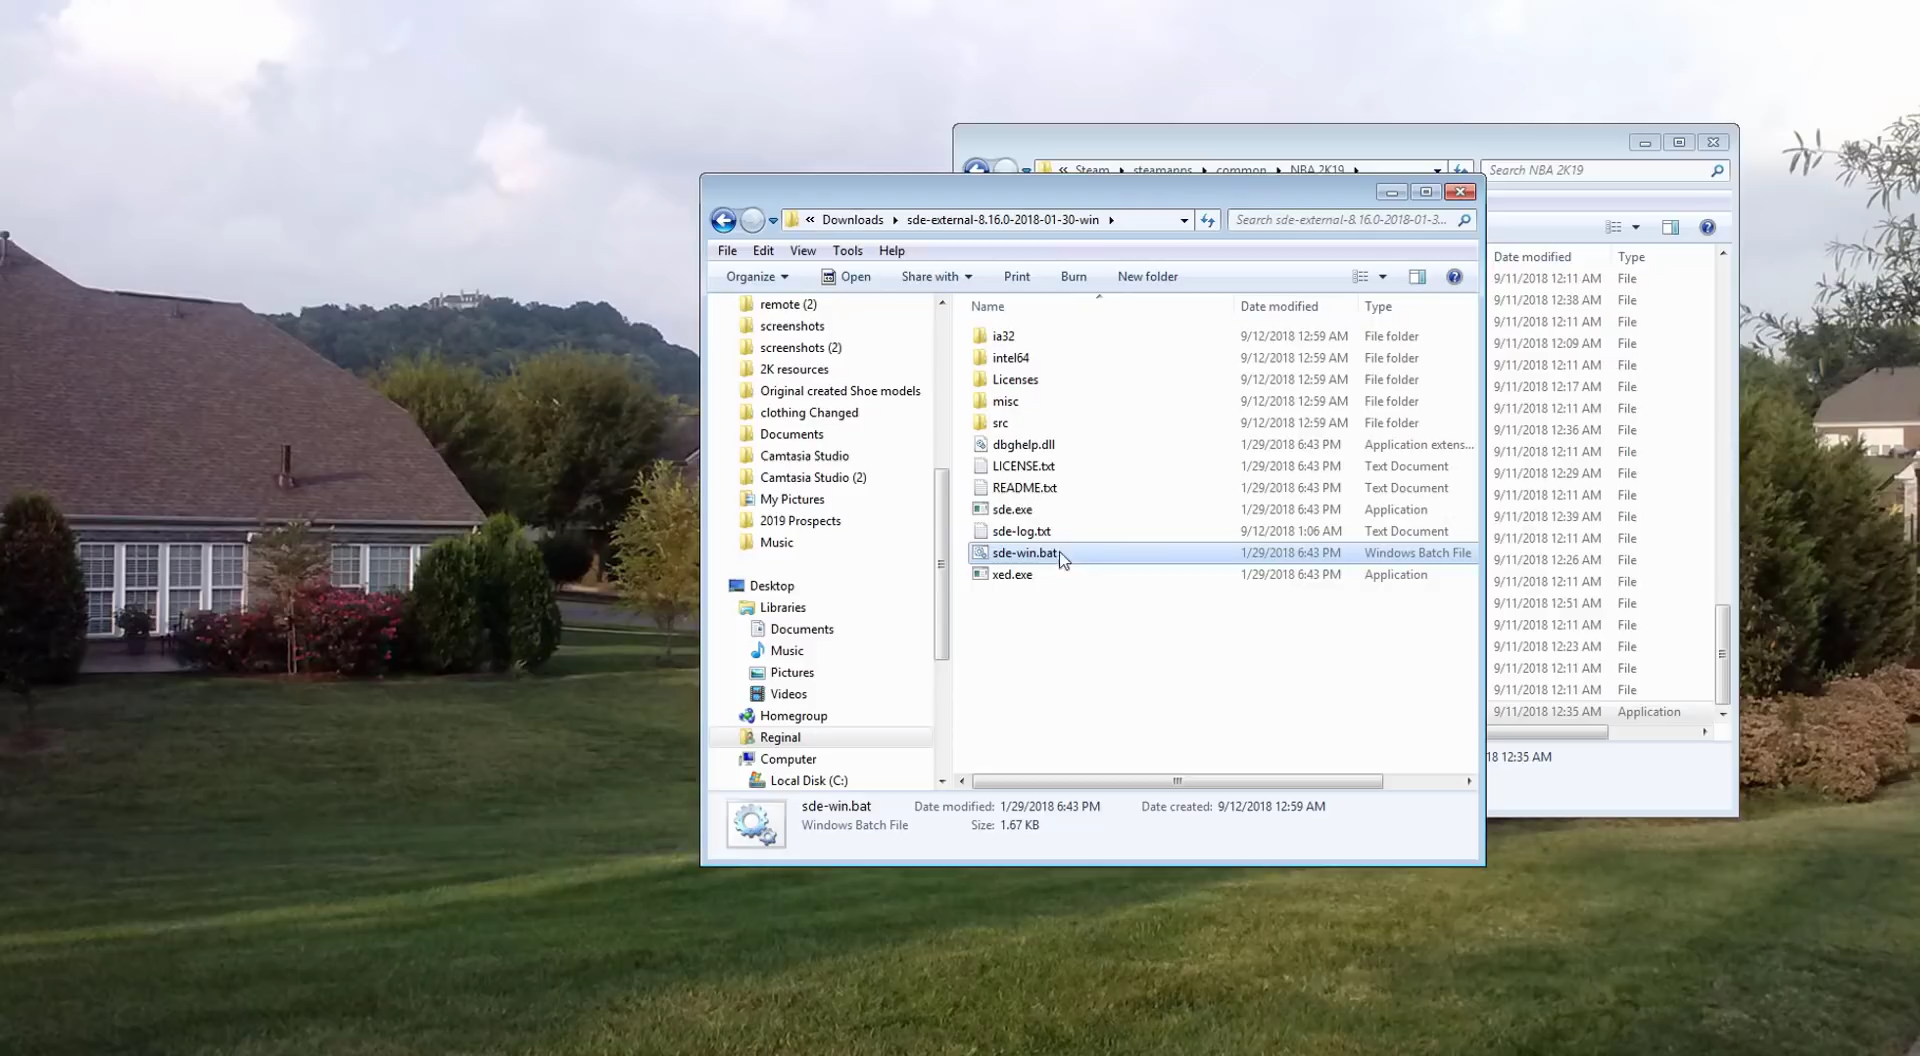 « Steam ▸ steamapps ▸ common ▸ NBA 2K19 ▸
Search NBA 2K19
« Downloads ▸ sde-external-8.16.0-2018-01-30-win ▸
Search sde-external-8.16.0-2018-01-3...
File Edit View Tools Help
Organize Open Share with Print Burn New folder
remote (2)
screenshots
screenshots (2)
2K resources
Original created Shoe models
clothing Changed
Documents
Camtasia Studio
Camtasia Studio (2)
My Pictures
2019 Prospects
Music
Desktop
Libraries
Documents
Music
Pictures
Videos
Homegroup
Reginal
Computer
Local Disk (C:)
Name Date modified Type
ia32 9/12/2018 12:59 AM File folder
intel64 9/12/2018 12:59 AM File folder
Licenses 9/12/2018 12:59 AM File folder
misc 9/12/2018 12:59 AM File folder
src 9/12/2018 12:59 AM File folder
dbghelp.dll 1/29/2018 6:43 PM Application extens...
LICENSE.txt 1/29/2018 6:43 PM Text Document
README.txt 1/29/2018 6:43 PM Text Document
sde.exe 1/29/2018 6:43 PM Application
sde-log.txt 9/12/2018 1:06 AM Text Document
sde-win.bat 1/29/2018 6:43 PM Windows Batch File
xed.exe 1/29/2018 6:43 PM Application
sde-win.bat Date modified: 1/29/2018 6:43 PM Date created: 9/12/2018 12:59 AM
Windows Batch File Size: 1.67 KB
Date modified Type
9/11/2018 12:11 AM File
9/11/2018 12:38 AM File
9/11/2018 12:11 AM File
9/11/2018 12:09 AM File
9/11/2018 12:11 AM File
9/11/2018 12:17 AM File
9/11/2018 12:11 AM File
9/11/2018 12:36 AM File
9/11/2018 12:11 AM File
9/11/2018 12:29 AM File
9/11/2018 12:11 AM File
9/11/2018 12:39 AM File
9/11/2018 12:11 AM File
9/11/2018 12:26 AM File
9/11/2018 12:11 AM File
9/11/2018 12:51 AM File
9/11/2018 12:11 AM File
9/11/2018 12:23 AM File
9/11/2018 12:11 AM File
9/11/2018 12:11 AM File
9/11/2018 12:35 AM Application
18 12:35 AM